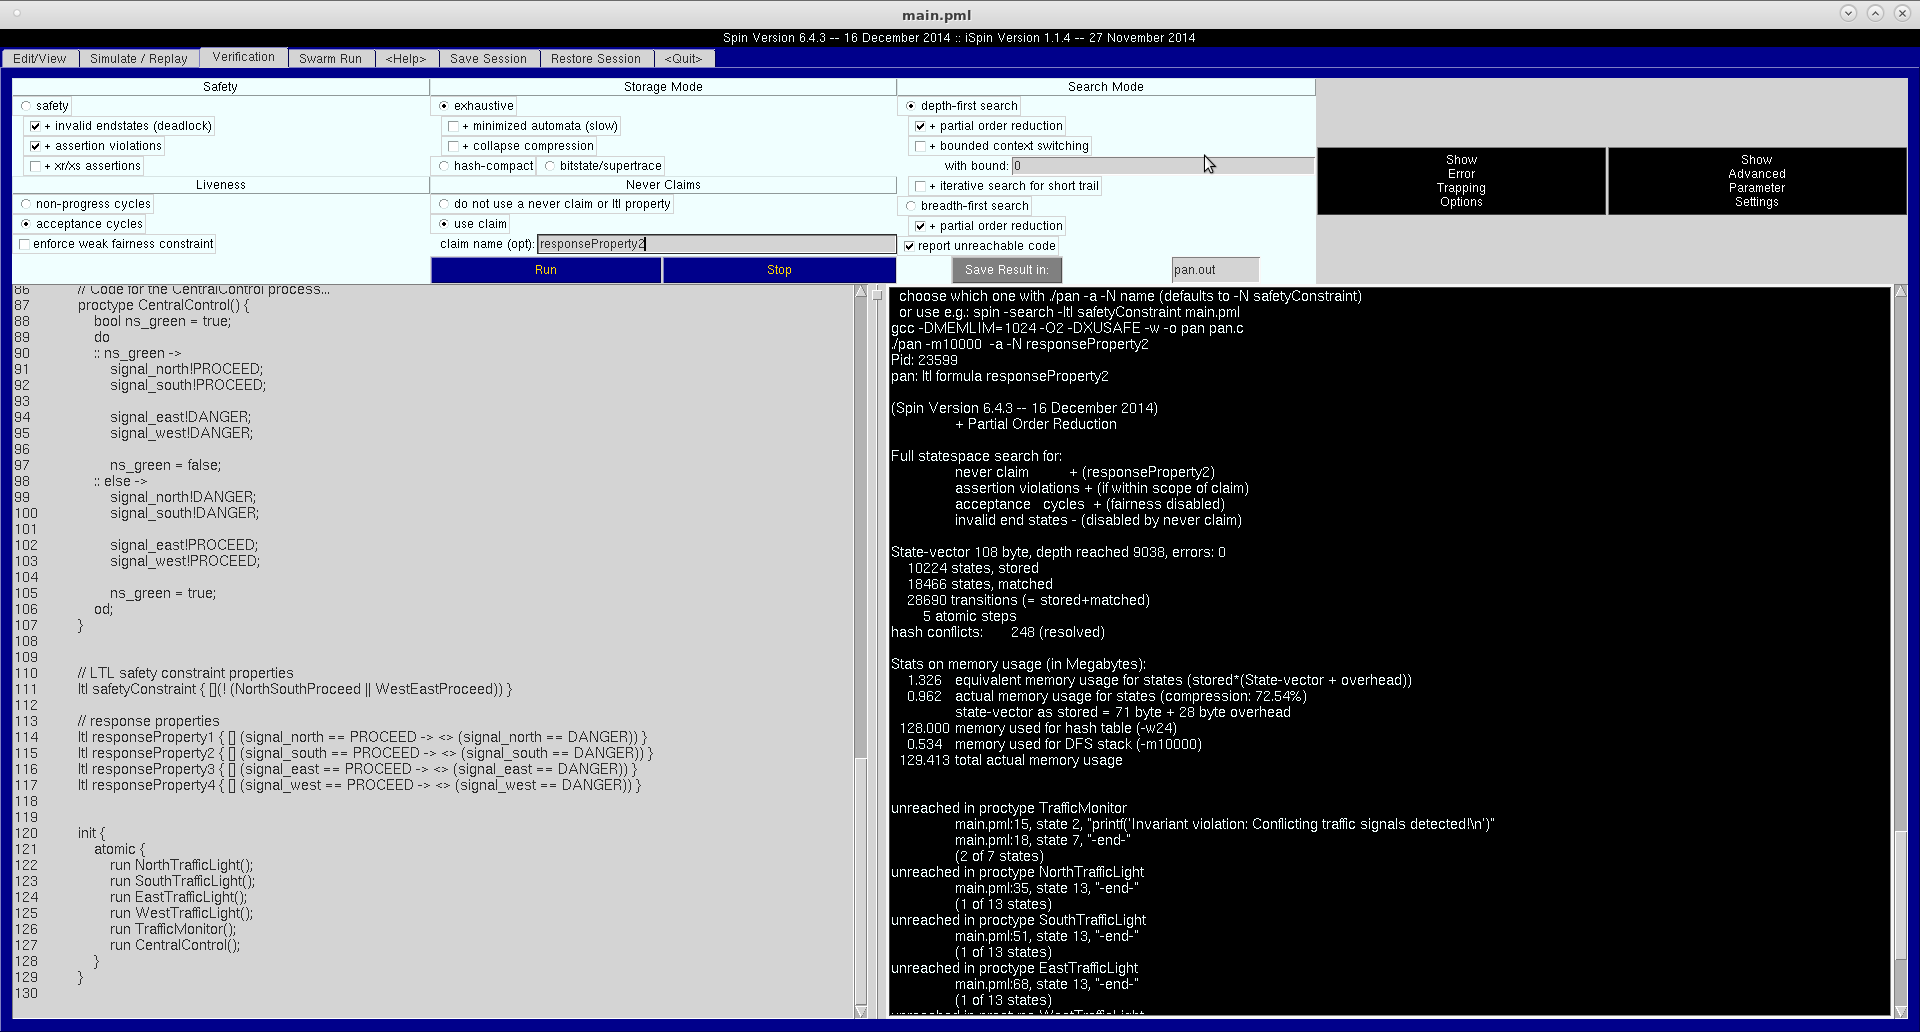 main.pml
Spin Version 6.4.3 -- 16 December 2014 :: iSpin Version 1.1.4 -- 27 November 2014
Edit/View Simulate / Replay Verification Swarm Run <Help> Save Session Restore Session <Quit>
Safety
safety
+ invalid endstates (deadlock)
+ assertion violations
+ xr/xs assertions
Liveness
non-progress cycles
acceptance cycles
enforce weak fairness constraint
Storage Mode
exhaustive
+ minimized automata (slow)
+ collapse compression
hash-compact bitstate/supertrace
Never Claims
do not use a never claim or ltl property
use claim
claim name (opt): responseProperty2
Run Stop
Search Mode
depth-first search
+ partial order reduction
+ bounded context switching
with bound: 0
+ iterative search for short trail
breadth-first search
+ partial order reduction
report unreachable code
Save Result in: pan.out
Show
Error
Trapping
Options
Show
Advanced
Parameter
Settings
86 // Code for the CentralControl process...
87 proctype CentralControl() {
88 bool ns_green = true;
89 do
90 :: ns_green ->
91 signal_north!PROCEED;
92 signal_south!PROCEED;
93
94 signal_east!DANGER;
95 signal_west!DANGER;
96
97 ns_green = false;
98 :: else ->
99 signal_north!DANGER;
100 signal_south!DANGER;
101
102 signal_east!PROCEED;
103 signal_west!PROCEED;
104
105 ns_green = true;
106 od;
107 }
108
109
110 // LTL safety constraint properties
111 ltl safetyConstraint { [](! (NorthSouthProceed || WestEastProceed)) }
112
113 // response properties
114 ltl responseProperty1 { [] (signal_north == PROCEED -> <> (signal_north == DANGER)) }
115 ltl responseProperty2 { [] (signal_south == PROCEED -> <> (signal_south == DANGER)) }
116 ltl responseProperty3 { [] (signal_east == PROCEED -> <> (signal_east == DANGER)) }
117 ltl responseProperty4 { [] (signal_west == PROCEED -> <> (signal_west == DANGER)) }
118
119
120 init {
121 atomic {
122 run NorthTrafficLight();
123 run SouthTrafficLight();
124 run EastTrafficLight();
125 run WestTrafficLight();
126 run TrafficMonitor();
127 run CentralControl();
128 }
129 }
130
choose which one with ./pan -a -N name (defaults to -N safetyConstraint)
or use e.g.: spin -search -ltl safetyConstraint main.pml
gcc -DMEMLIM=1024 -O2 -DXUSAFE -w -o pan pan.c
./pan -m10000 -a -N responseProperty2
Pid: 23599
pan: ltl formula responseProperty2
(Spin Version 6.4.3 -- 16 December 2014)
+ Partial Order Reduction
Full statespace search for:
never claim + (responseProperty2)
assertion violations + (if within scope of claim)
acceptance cycles + (fairness disabled)
invalid end states - (disabled by never claim)
State-vector 108 byte, depth reached 9038, errors: 0
10224 states, stored
18466 states, matched
28690 transitions (= stored+matched)
5 atomic steps
hash conflicts: 248 (resolved)
Stats on memory usage (in Megabytes):
1.326 equivalent memory usage for states (stored*(State-vector + overhead))
0.962 actual memory usage for states (compression: 72.54%)
state-vector as stored = 71 byte + 28 byte overhead
128.000 memory used for hash table (-w24)
0.534 memory used for DFS stack (-m10000)
129.413 total actual memory usage
unreached in proctype TrafficMonitor
main.pml:15, state 2, "printf('Invariant violation: Conflicting traffic signals detected!\n')"
main.pml:18, state 7, "-end-"
(2 of 7 states)
unreached in proctype NorthTrafficLight
main.pml:35, state 13, "-end-"
(1 of 13 states)
unreached in proctype SouthTrafficLight
main.pml:51, state 13, "-end-"
(1 of 13 states)
unreached in proctype EastTrafficLight
main.pml:68, state 13, "-end-"
(1 of 13 states)
unreached in proctype WestTrafficLight